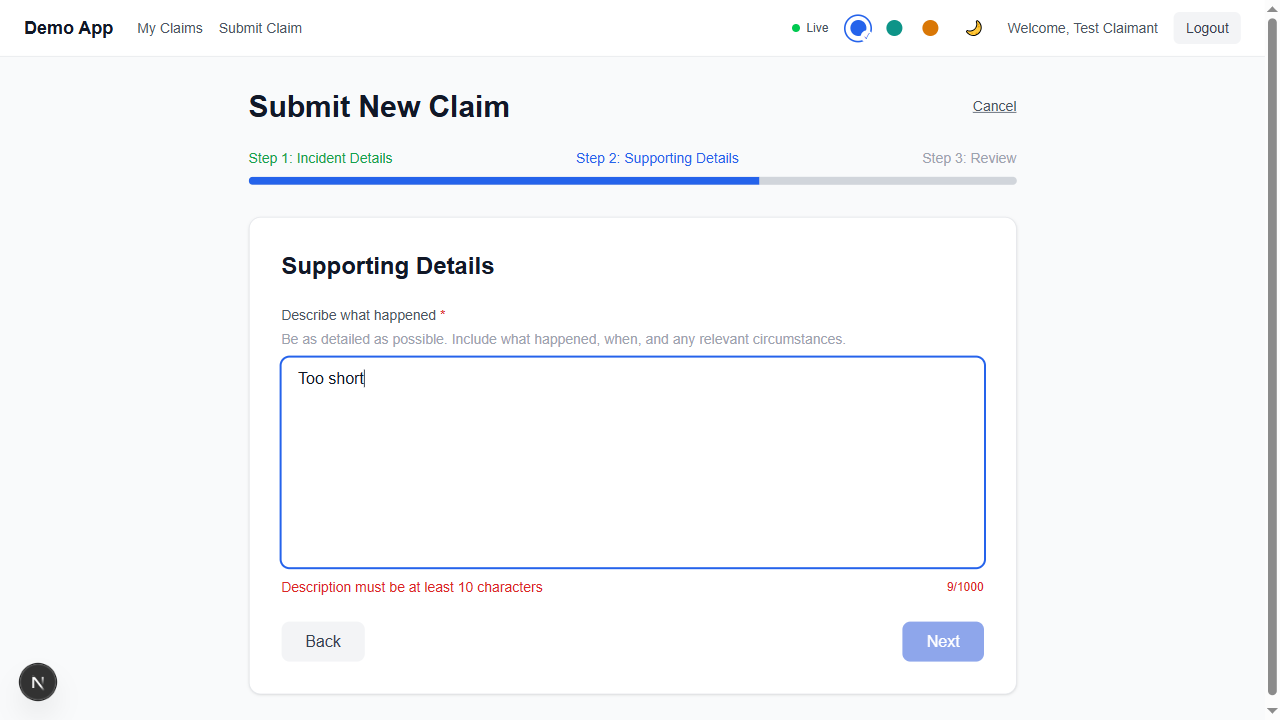 Demo App My Claims Submit Claim Live Welcome, Test Claimant Logout
Submit New Claim Cancel
Step 1: Incident Details Step 2: Supporting Details Step 3: Review
Supporting Details
Describe what happened *
Be as detailed as possible. Include what happened, when, and any relevant circumstances.
Too short
Description must be at least 10 characters 9/1000
Back Next
N